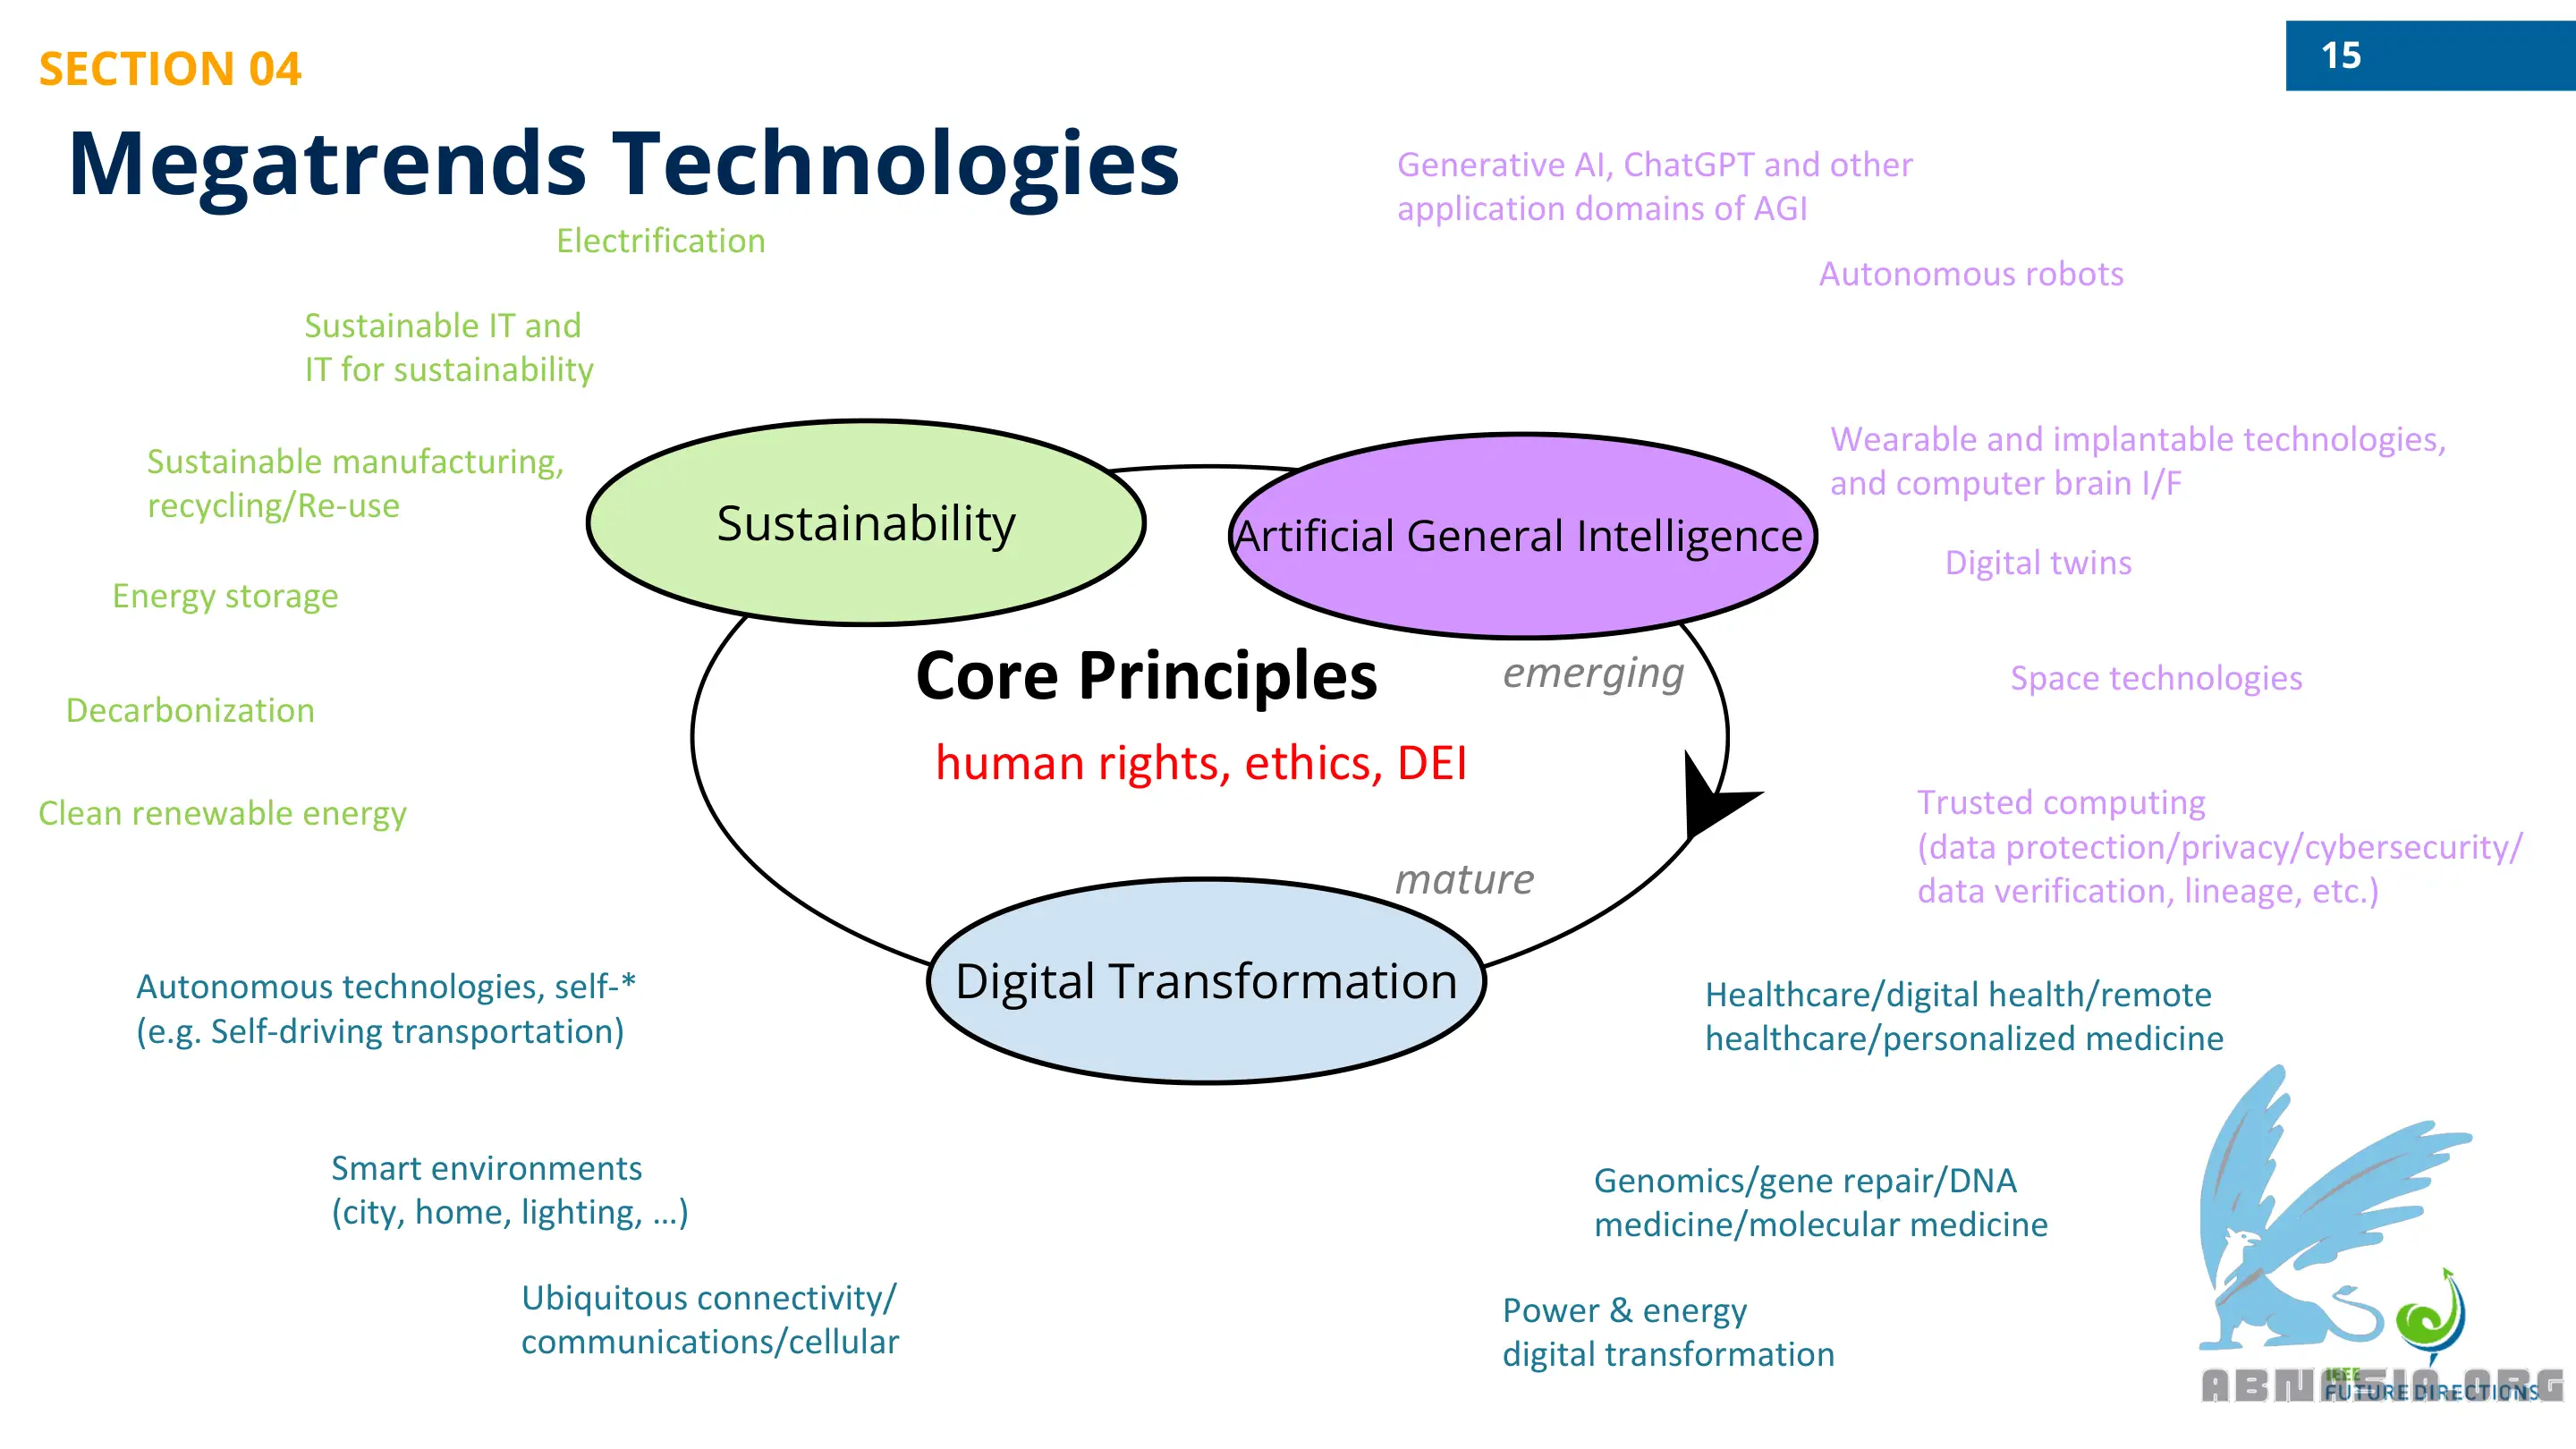 SECTION 04
15
Megatrends Technologies
Generative AI, ChatGPT and other
application domains of AGI
Electrification
Autonomous robots
Sustainable IT and
IT for sustainability
Sustainable manufacturing,
recycling/Re-use
Wearable and implantable technologies,
and computer brain I/F
Sustainability
Artificial General Intelligence
Digital twins
Energy storage
Core Principles
emerging
Space technologies
Decarbonization
human rights, ethics, DEI
Clean renewable energy
Trusted computing
(data protection/privacy/cybersecurity/
data verification, lineage, etc.)
mature
Digital Transformation
Autonomous technologies, self-*
(e.g. Self-driving transportation)
Healthcare/digital health/remote
healthcare/personalized medicine
Smart environments
(city, home, lighting, ...)
Genomics/gene repair/DNA
medicine/molecular medicine
Ubiquitous connectivity/
communications/cellular
Power & energy
digital transformation
IEEE
FUTURE DIRECTIONS
ABNASIA.ORG